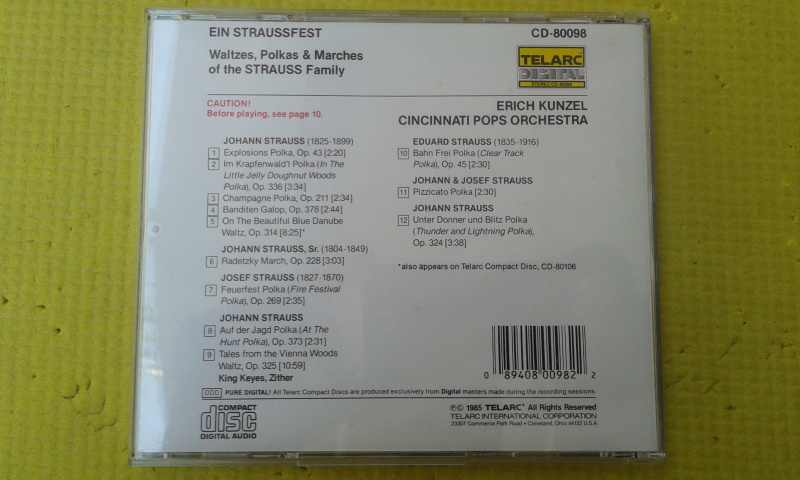 EIN STRAUSSFEST
CD-80098
Waltzes, Polkas & Marches
of the STRAUSS Family
TELARC
DIGITAL
STEREO CD-80098
CAUTION!
Before playing, see page 10.
ERICH KUNZEL
CINCINNATI POPS ORCHESTRA
JOHANN STRAUSS (1825-1899)
1 Explosions Polka, Op. 43 [2:20]
2 Im Krapfenwald'l Polka (In The
Little Jelly Doughnut Woods
Polka), Op. 336 [3:34]
3 Champagne Polka, Op. 211 [2:34]
4 Banditen Galop, Op. 378 [2:44]
5 On The Beautiful Blue Danube
Waltz, Op. 314 [8:25]*
JOHANN STRAUSS, Sr. (1804-1849)
6 Radetzky March, Op. 228 [3:03]
JOSEF STRAUSS (1827-1870)
7 Feuerfest Polka (Fire Festival
Polka), Op. 269 [2:35]
JOHANN STRAUSS
8 Auf der Jagd Polka (At The
Hunt Polka), Op. 373 [2:31]
9 Tales from the Vienna Woods
Waltz, Op. 325 [10:59]
King Keyes, Zither
EDUARD STRAUSS (1835-1916)
10 Bahn Frei Polka (Clear Track
Polka), Op. 45 [2:30]
JOHANN & JOSEF STRAUSS
11 Pizzicato Polka [2:30]
JOHANN STRAUSS
12 Unter Donner und Blitz Polka
(Thunder and Lightning Polka),
Op. 324 [3:38]
*also appears on Telarc Compact Disc, CD-80106
0 89408 00982 2
DDD PURE DIGITAL! All Telarc Compact Discs are produced exclusively from Digital masters made during the recording sessions.
COMPACT
disc
DIGITAL AUDIO
℗© 1985 TELARC® All Rights Reserved
TELARC INTERNATIONAL CORPORATION
23307 Commerce Park Road • Cleveland, Ohio 44122 U.S.A.